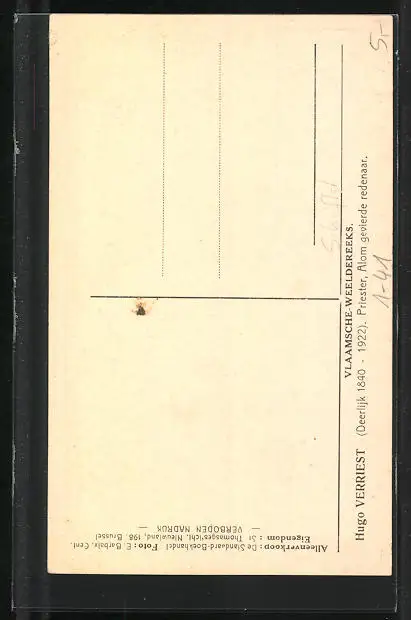 VLAAMSCHE-WEELDEREEKS.
Hugo VERRIEST (Deerlijk 1840 - 1922). Priester, Alom gevierde redenaar.
Alleenverkoop: De Standaard-Boekhandel Foto: E. Barbaix, Gent.
Eigendom: St Thomasgesticht, Nieuwland, 198, Brussel
— VERBODEN NADRUK —
5-
1-41